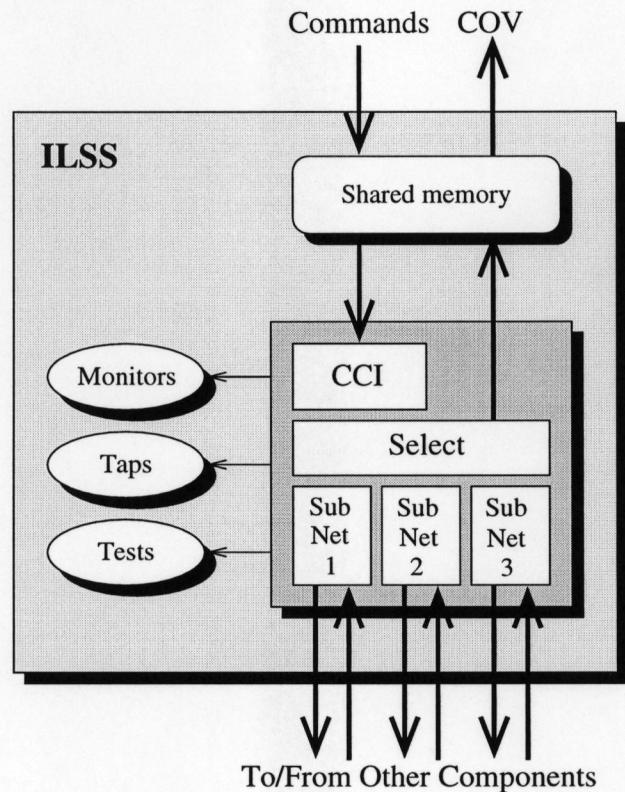 Commands COV
ILSS
Shared memory
CCI
Monitors
Select
Taps
Sub
Net
1
Sub
Net
2
Sub
Net
3
Tests
To/From Other Components